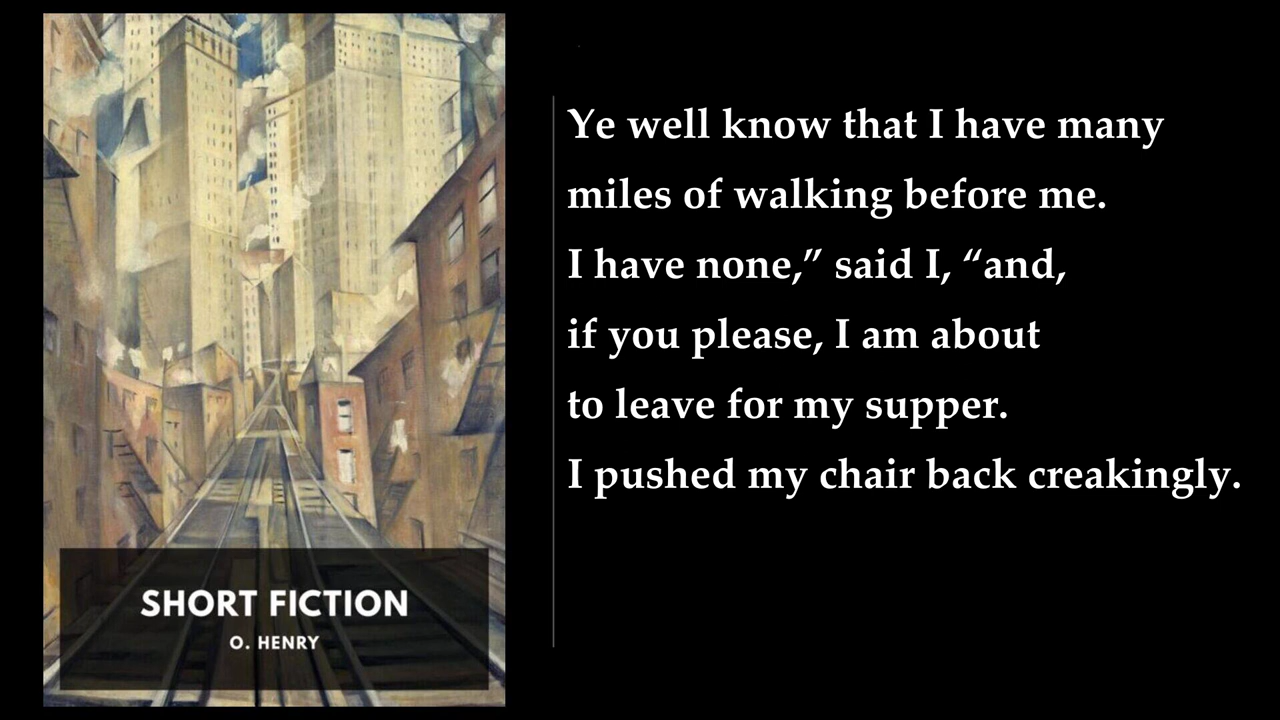 SHORT FICTION
O. HENRY
Ye well know that I have many
miles of walking before me.
I have none,” said I, “and,
if you please, I am about
to leave for my supper.
I pushed my chair back creakingly.